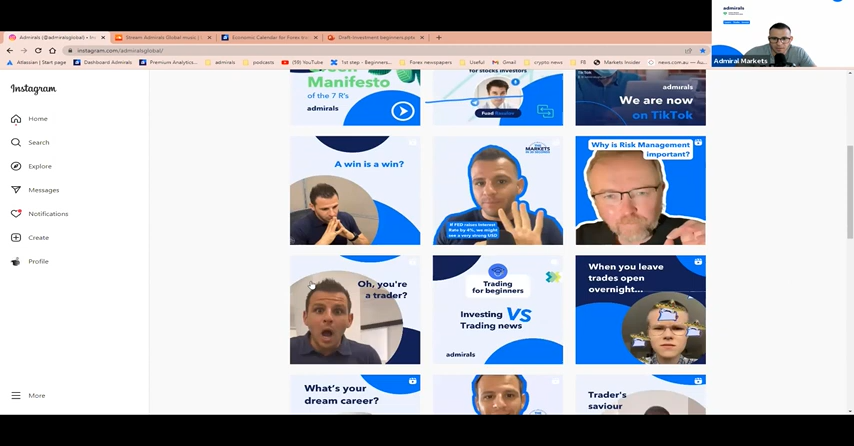 Admirals (@admiralsglobal) •
Stream Admirals Global music |
Economic Calendar for Forex tra
Draft-Investment-beginners.pptx
instagram.com/admiralsglobal/
Atlassian | Start page
Dashboard Admirals
Premium Analytics...
admirals
podcasts
(58) YouTube
1st step - Beginners...
Forex newspapers
Useful
Gmail
crypto news
FB
Markets Insider
news.com.au —
admirals
Admiral Markets
Instagram
Home
Search
Explore
Messages
Notifications
Create
Profile
More
Manifesto
of the 7 R's
admirals
for stocks investors
Fuad
TikTok
admirals
We are now
on TikTok
A win is a win?
MARKETS
If FED raises Interest
Rate by 4%, we might
see a very strong USD
Why is Risk Management
important?
Oh, you're
a trader?
Trading
for beginners
Investing VS
Trading news
admirals
When you leave
trades open
overnight...
What's your
dream career?
Trader's
saviour